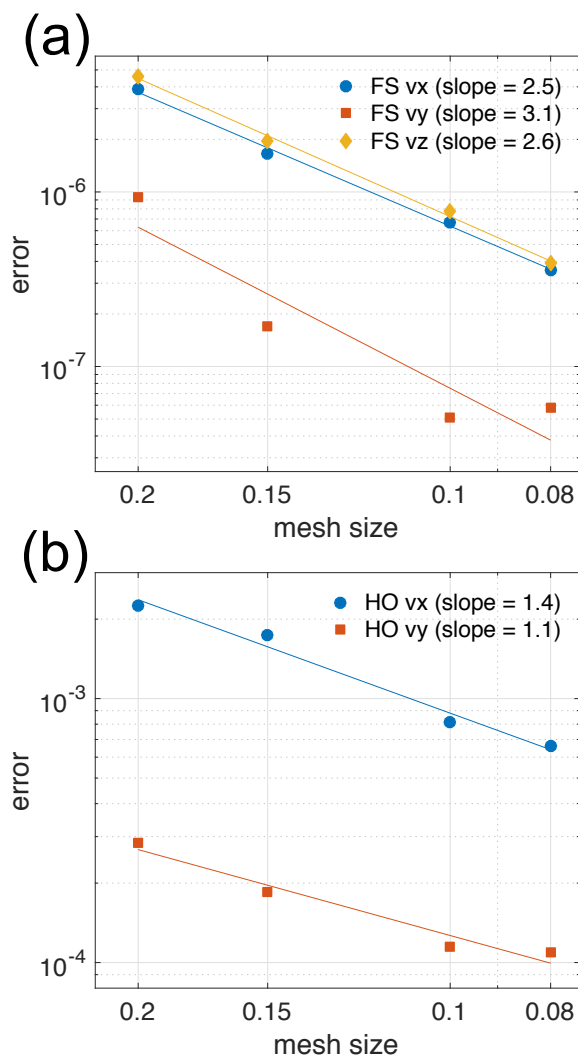 (a)
FS vx (slope = 2.5)
FS vy (slope = 3.1)
FS vz (slope = 2.6)
10-6
10-7
error
0.2 0.15 0.1 0.08
mesh size
(b)
HO vx (slope = 1.4)
HO vy (slope = 1.1)
10-3
10-4
error
0.2 0.15 0.1 0.08
mesh size